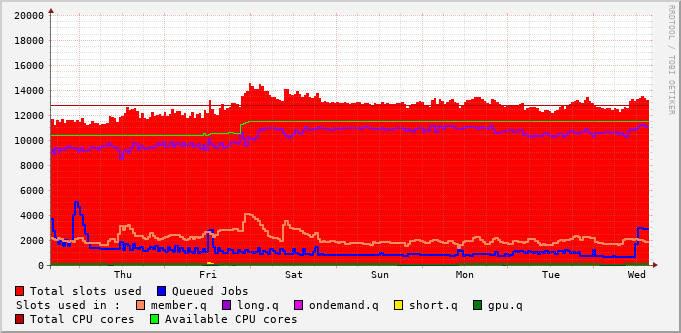 20000
18000
16000
14000
12000
10000
8000
6000
4000
2000
0
Thu Fri Sat Sun Mon Tue Wed
RRDTOOL / TOBI OETIKER
Total slots used Queued Jobs
Slots used in : member.q long.q ondemand.q short.q gpu.q
Total CPU cores Available CPU cores